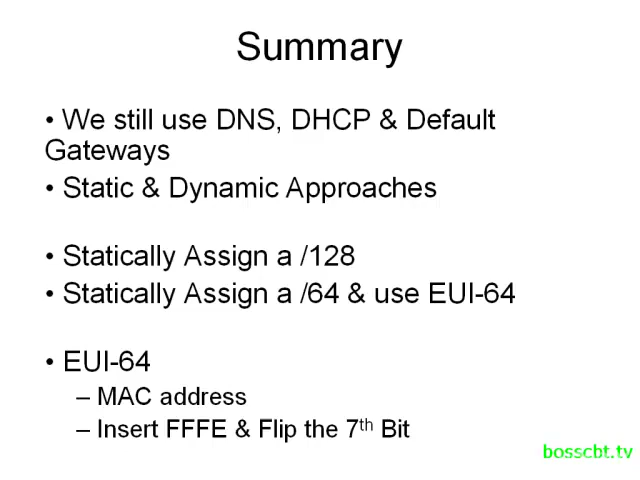 Summary
• We still use DNS, DHCP & Default
Gateways
• Static & Dynamic Approaches
• Statically Assign a /128
• Statically Assign a /64 & use EUI-64
• EUI-64
– MAC address
– Insert FFFE & Flip the 7th Bit
bosscbt.tv